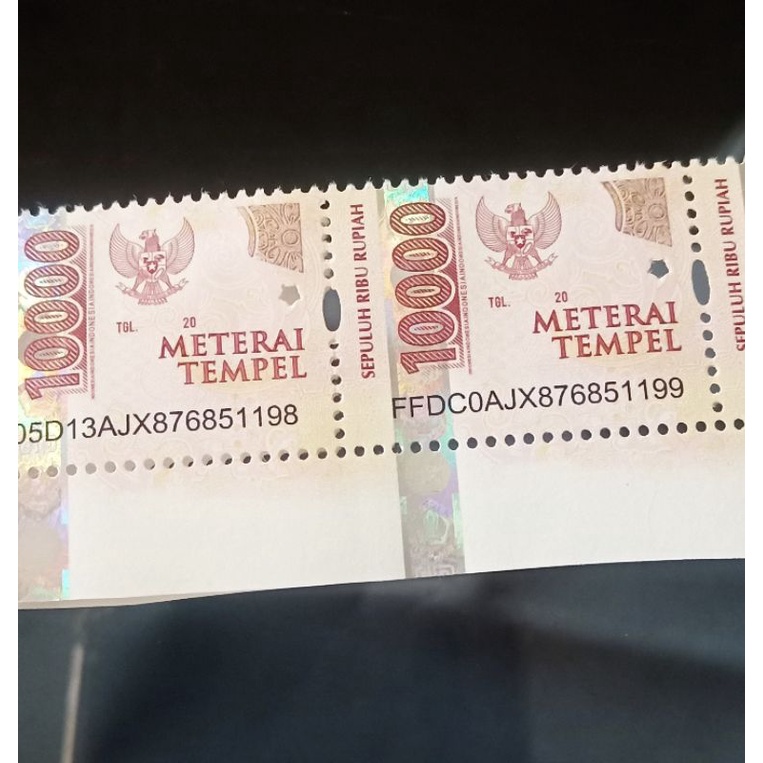 10000
TGL. 20
METERAI
TEMPEL
05D13AJX876851198
SEPULUH RIBU RUPIAH
10000
TGL. 20
METERAI
TEMPEL
FFDC0AJX876851199
SEPULUH RIBU RUPIAH